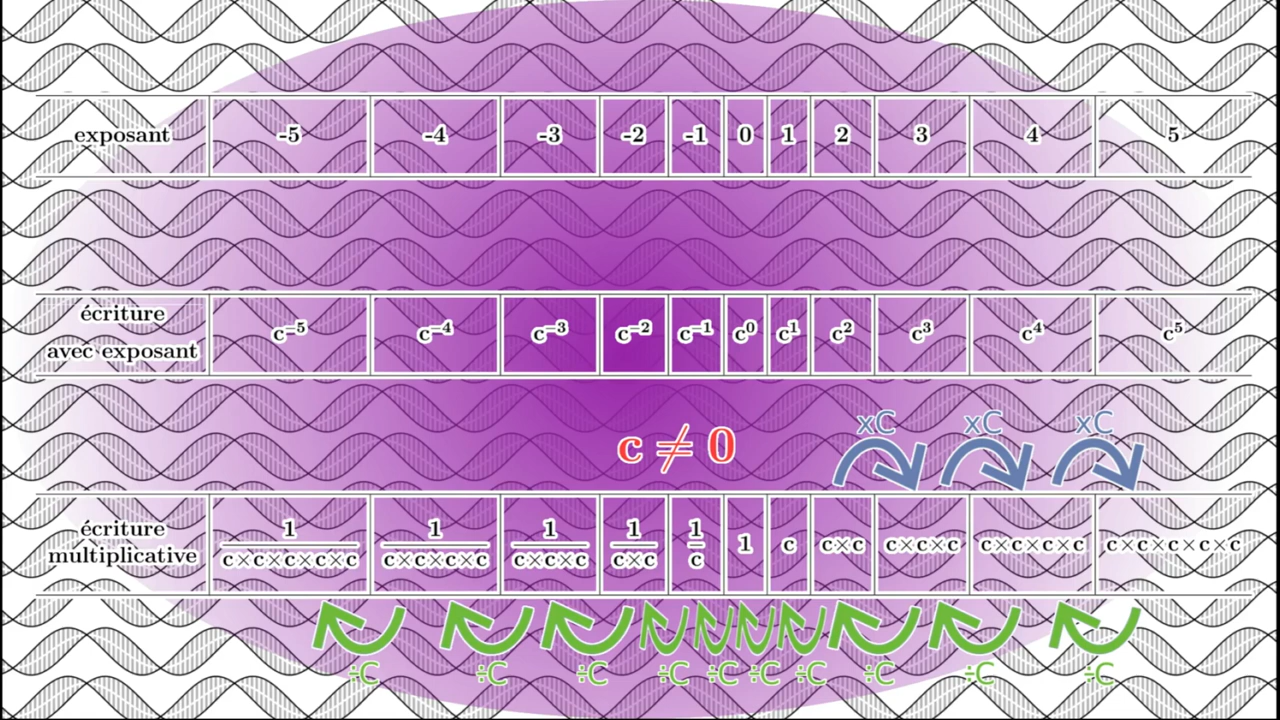 exposant -5 -4 -3 -2 -1 0 1 2 3 4 5
écriture
avec exposant c⁻⁵ c⁻⁴ c⁻³ c⁻² c⁻¹ c⁰ c¹ c² c³ c⁴ c⁵
xC xC xC
c ≠ 0
écriture
multiplicative 1/(c×c×c×c×c) 1/(c×c×c×c) 1/(c×c×c) 1/(c×c) 1/c 1 c c×c c×c×c c×c×c×c c×c×c×c×c
÷C ÷C ÷C ÷C ÷C ÷C ÷C ÷C ÷C ÷C